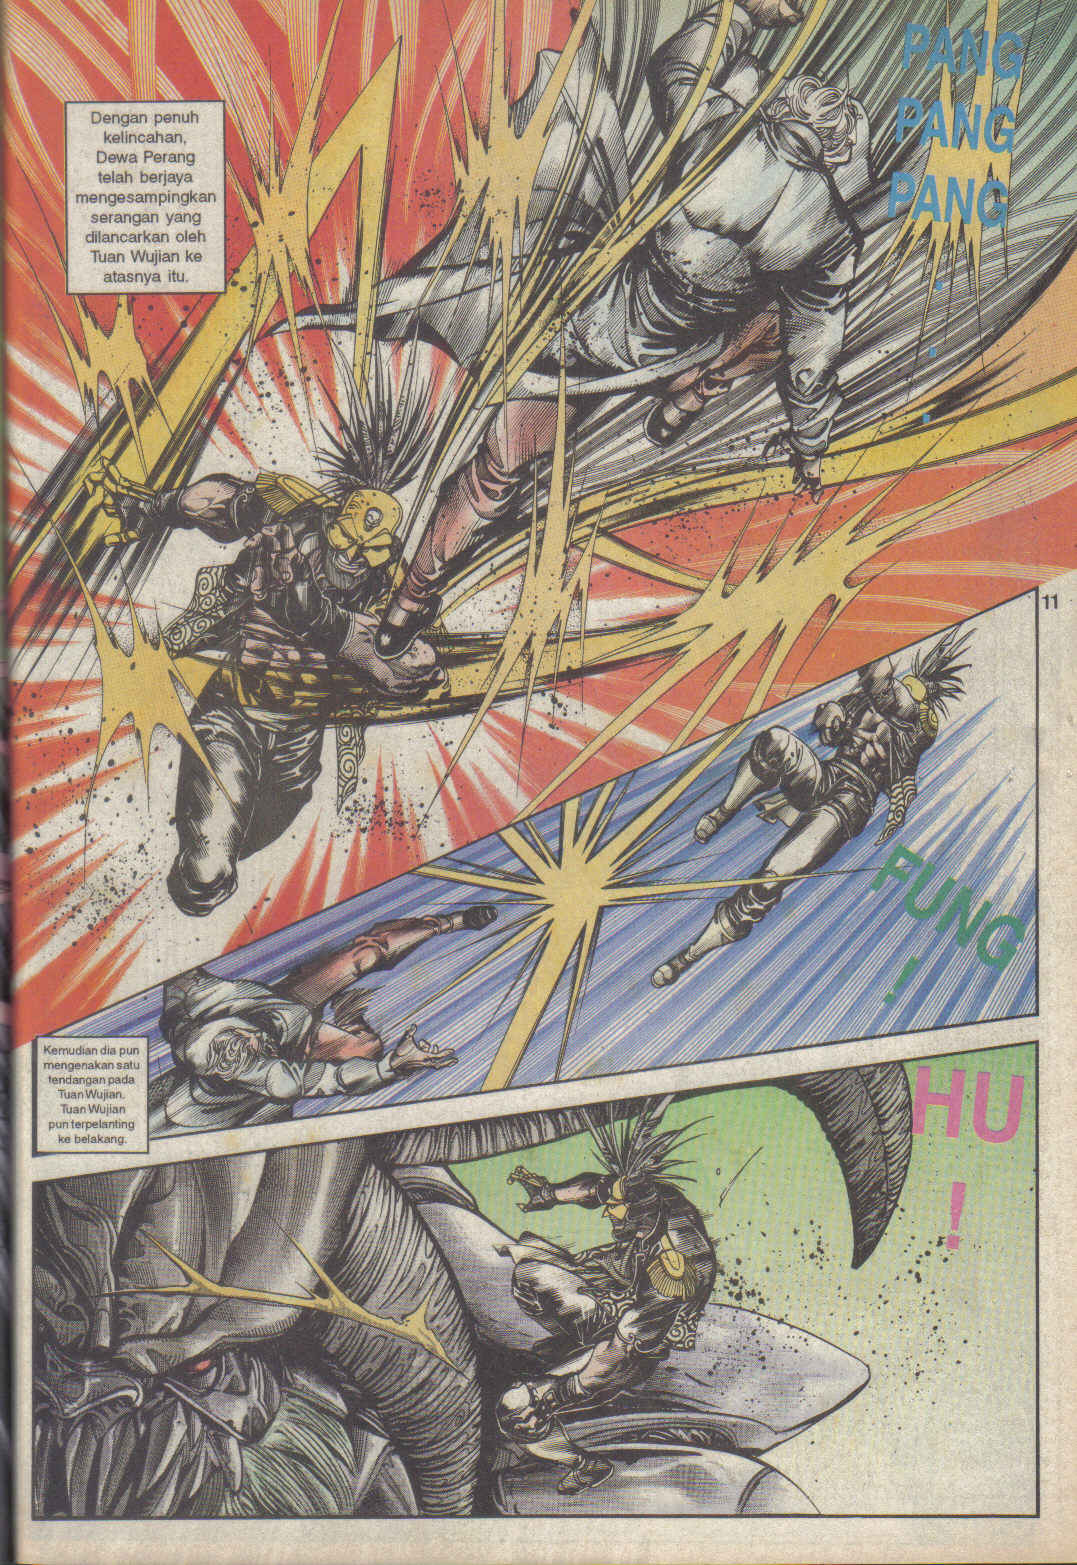 PANG
PANG
PANG
. . .
Dengan penuh
kelincahan,
Dewa Perang
telah berjaya
mengesampingkan
serangan yang
dilancarkan oleh
Tuan Wujian ke
atasnya itu.
11
FUNG
!
Kemudian dia pun
mengenakan satu
tendangan pada
Tuan Wujian.
Tuan Wujian
pun terpelanting
ke belakang.
HU
!